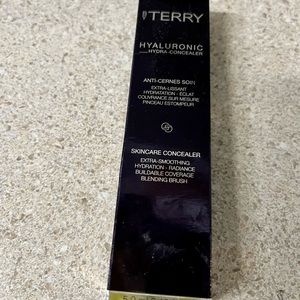 BY TERRY
HYALURONIC
HYDRA-CONCEALER
ANTI-CERNES SOIN
EXTRA-LISSANT
HYDRATATION - ECLAT
COUVRANCE SUR MESURE
PINCEAU ESTOMPEUR
SKINCARE CONCEALER
EXTRA-SMOOTHING
HYDRATION - RADIANCE
BUILDABLE COVERAGE
BLENDING BRUSH